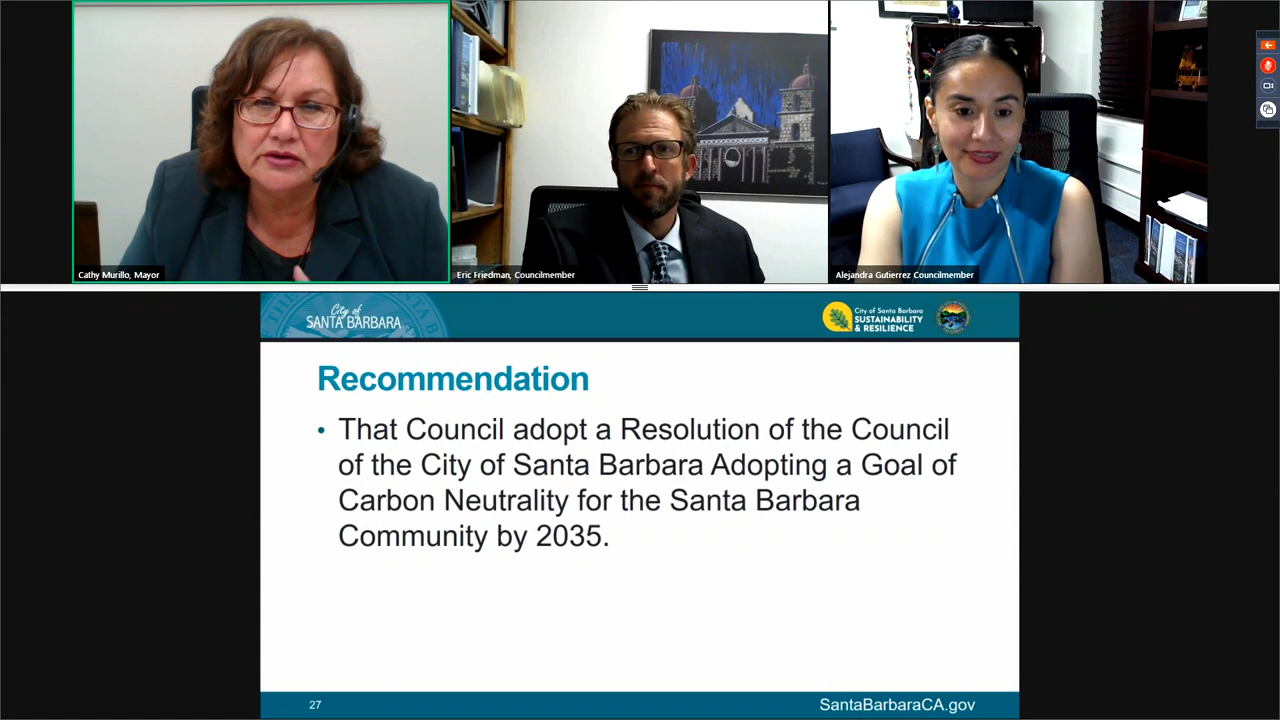 Cathy Murillo, Mayor
Eric Friedman, Councilmember
Alejandra Gutierrez Councilmember
City of
SANTA BARBARA
City of Santa Barbara
SUSTAINABILITY
& RESILIENCE
Recommendation
• That Council adopt a Resolution of the Council
of the City of Santa Barbara Adopting a Goal of
Carbon Neutrality for the Santa Barbara
Community by 2035.
27
SantaBarbaraCA.gov